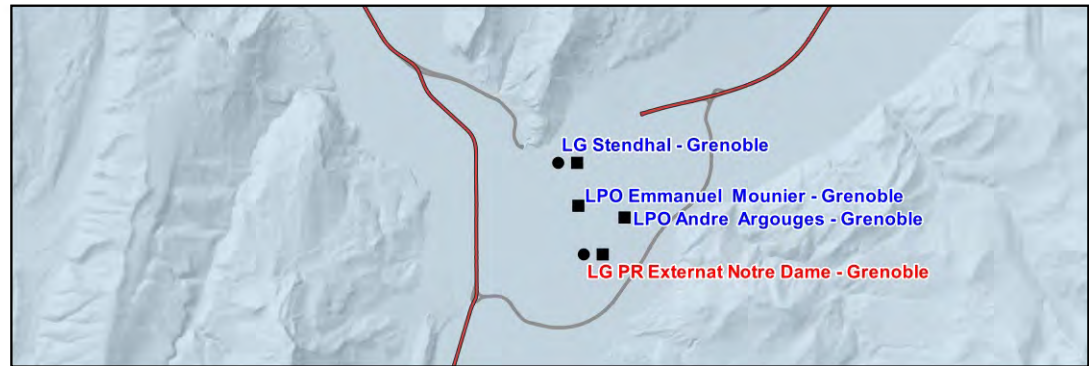 LG Stendhal - Grenoble
LPO Emmanuel Mounier - Grenoble
LPO Andre Argouges - Grenoble
LG PR Externat Notre Dame - Grenoble